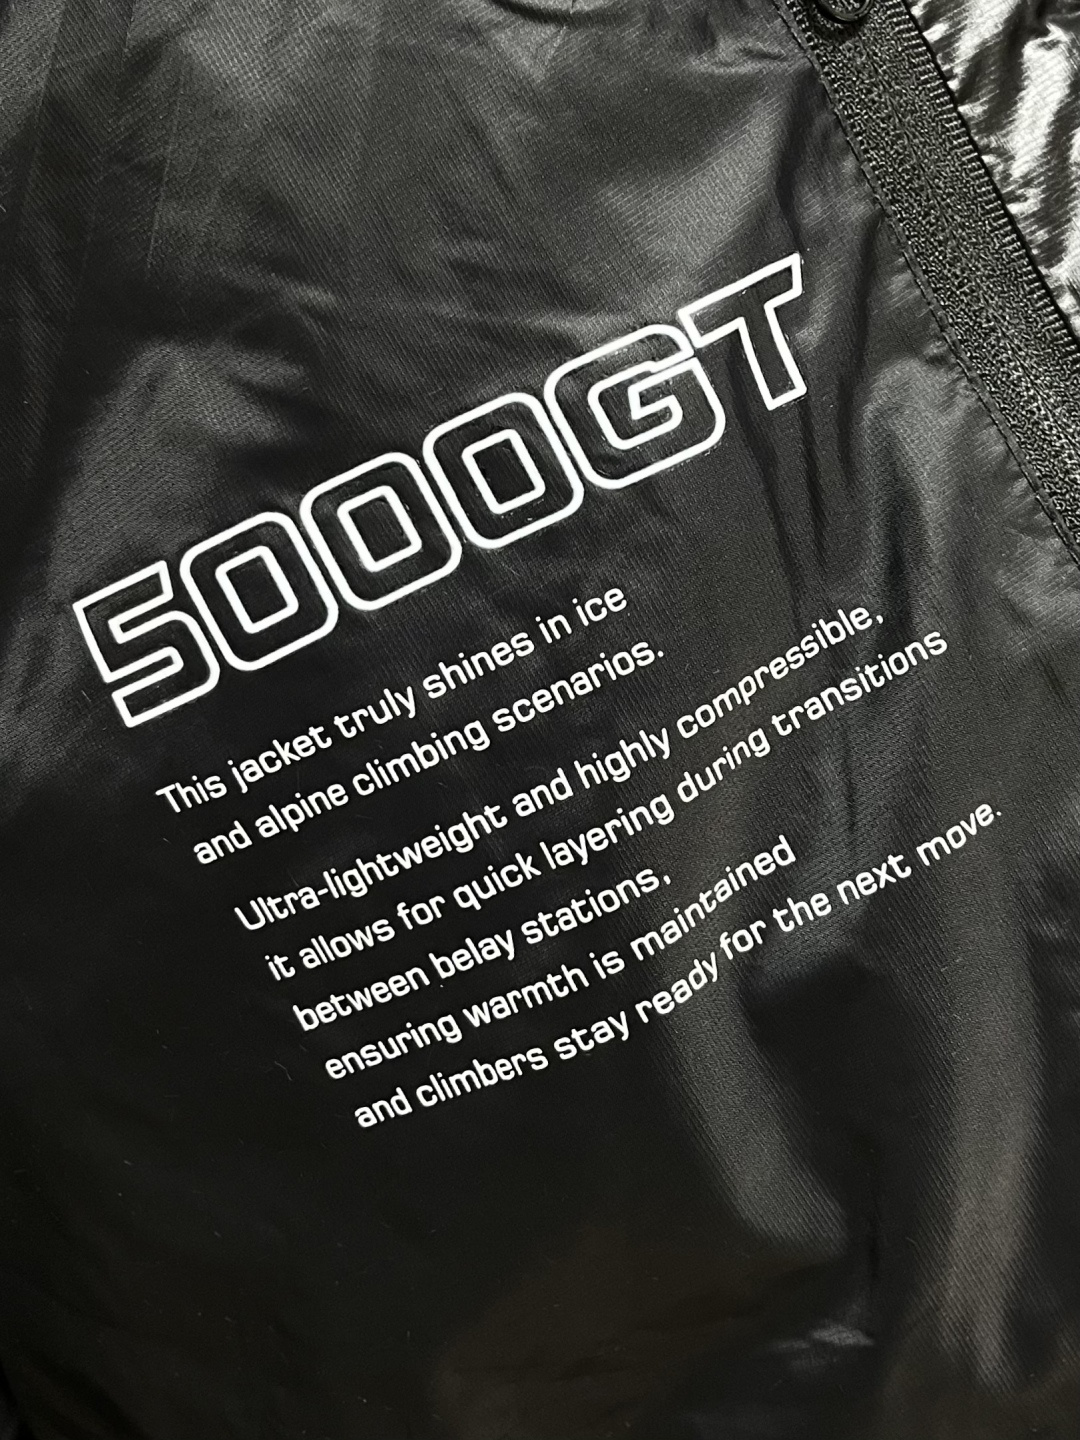 5000GT
This jacket truly shines in ice
and alpine climbing scenarios.
Ultra-lightweight and highly compressible,
it allows for quick layering during transitions
between belay stations,
ensuring warmth is maintained
and climbers stay ready for the next move.